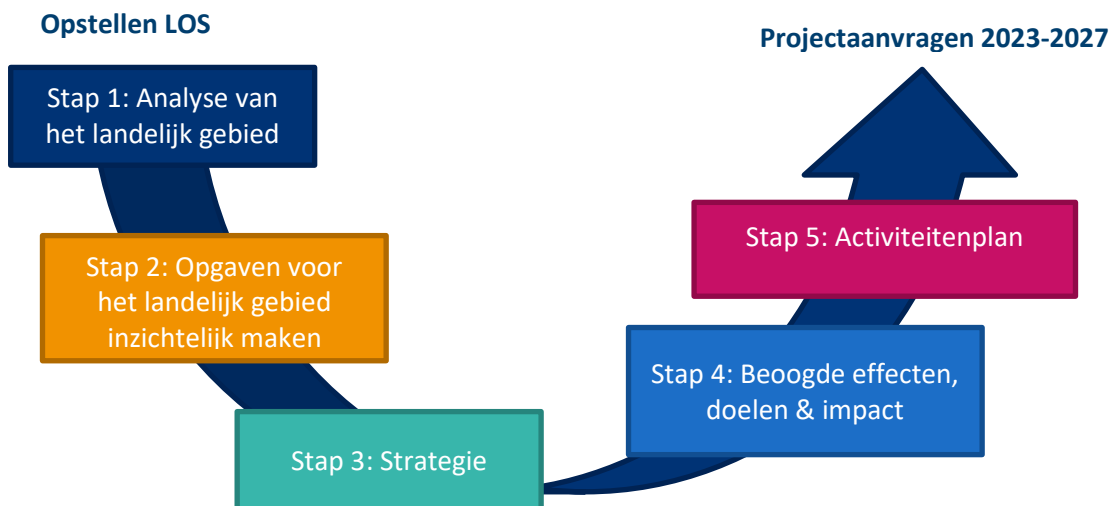 Opstellen LOS
Projectaanvragen 2023-2027
Stap 1: Analyse van
het landelijk gebied
Stap 2: Opgaven voor
het landelijk gebied
inzichtelijk maken
Stap 3: Strategie
Stap 4: Beoogde effecten,
doelen & impact
Stap 5: Activiteitenplan